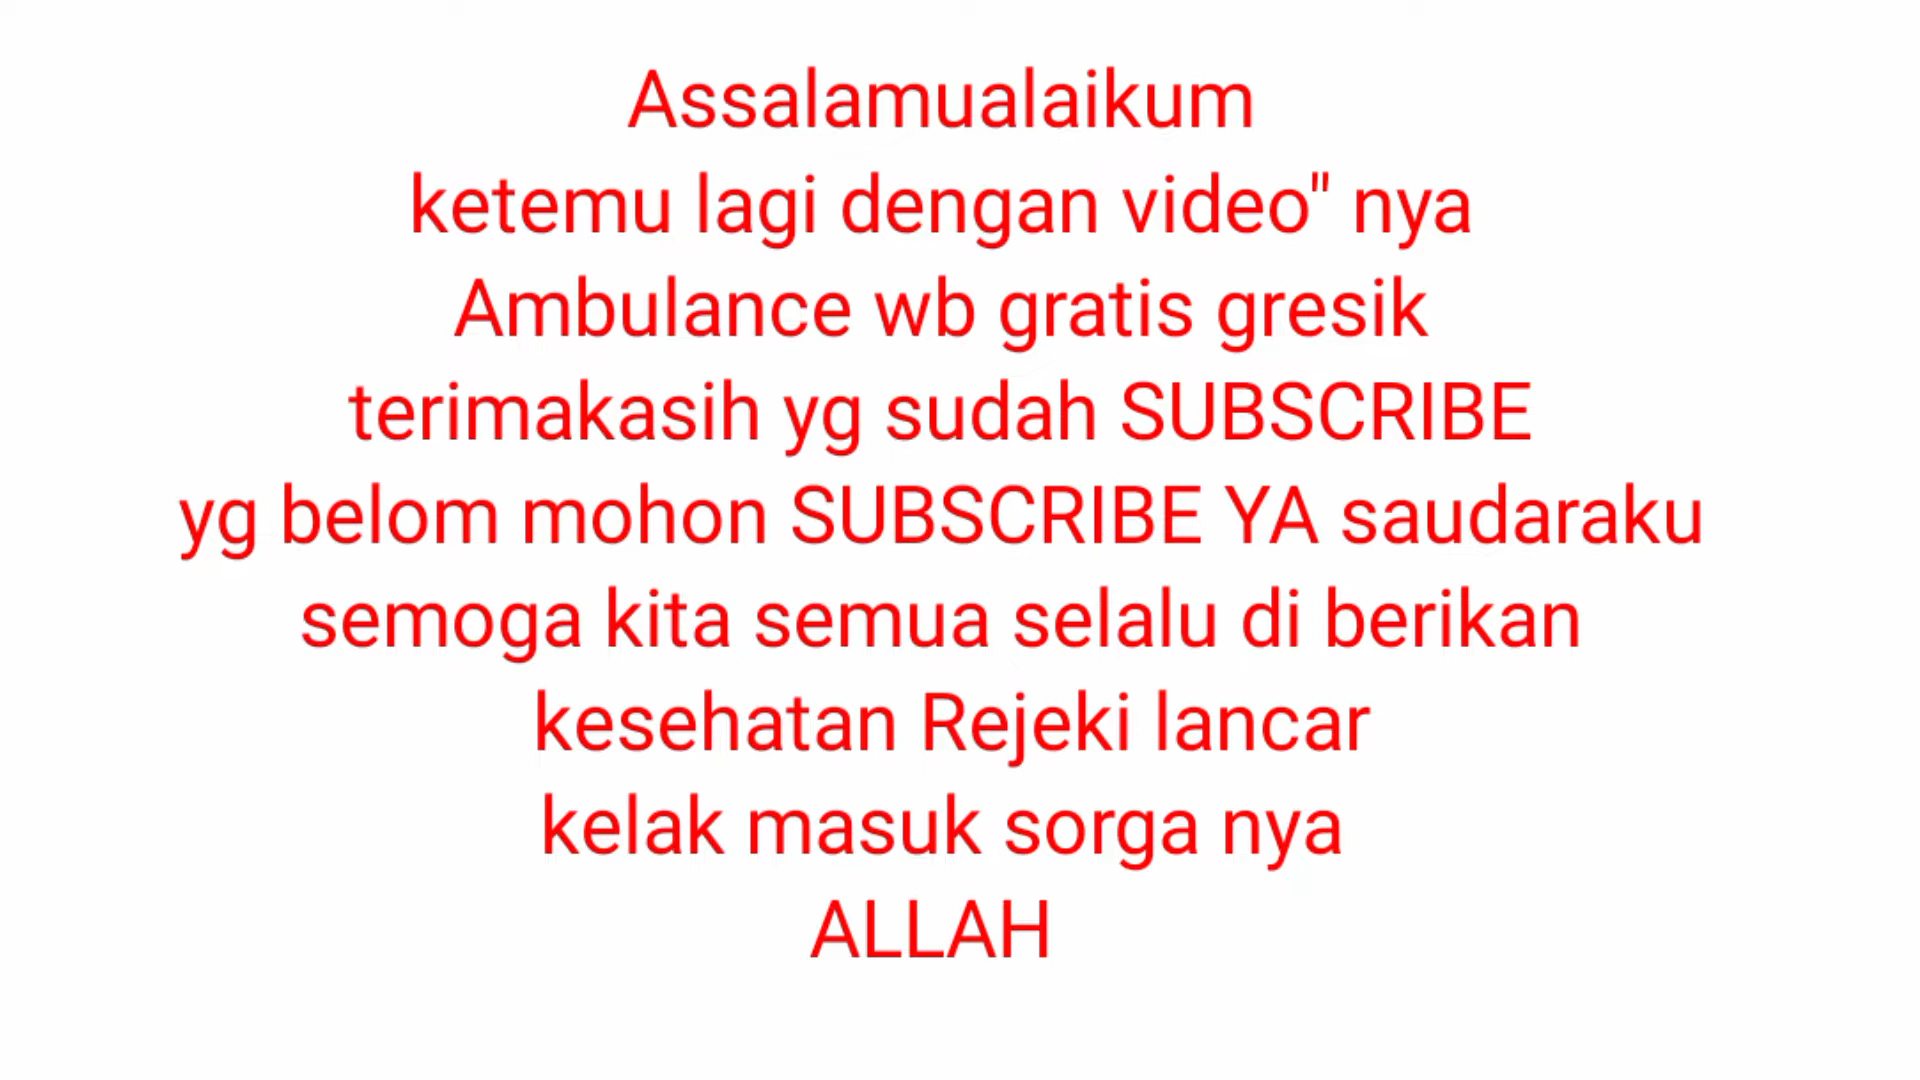 Assalamualaikum
ketemu lagi dengan video" nya
Ambulance wb gratis gresik
terimakasih yg sudah SUBSCRIBE
yg belom mohon SUBSCRIBE YA saudaraku
semoga kita semua selalu di berikan
kesehatan Rejeki lancar
kelak masuk sorga nya
ALLAH